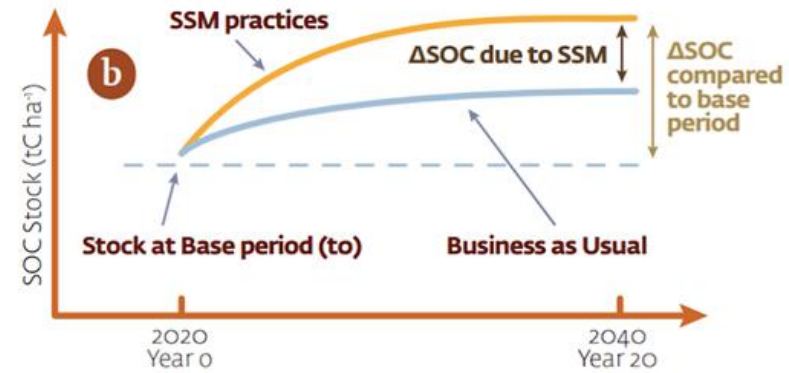 SSM practices
b
ΔSOC due to SSM
ΔSOC
compared
to base
period
SOC Stock (tC ha⁻¹)
Stock at Base period (to)
Business as Usual
2020
Year 0
2040
Year 20